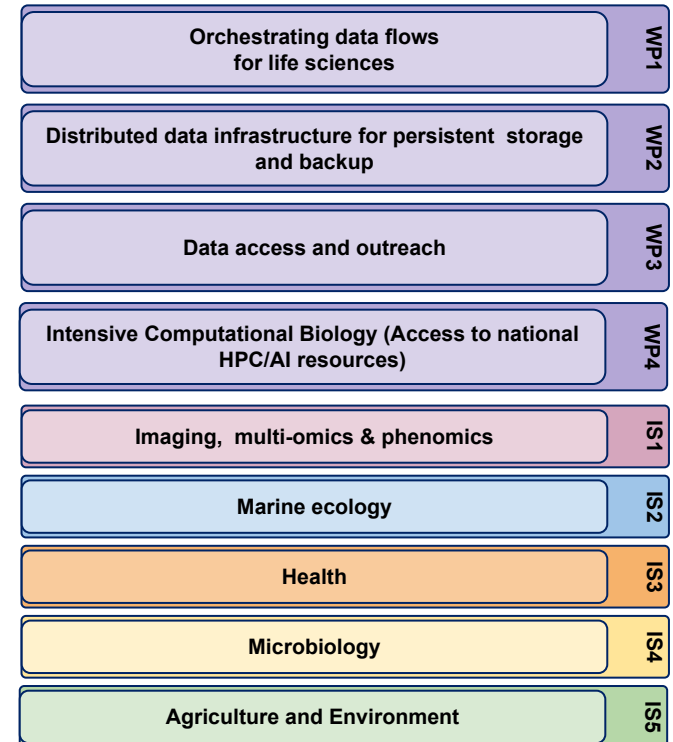 Orchestrating data flows
for life sciences
WP1
Distributed data infrastructure for persistent storage
and backup
WP2
Data access and outreach
WP3
Intensive Computational Biology (Access to national
HPC/AI resources)
WP4
Imaging, multi-omics & phenomics
IS1
Marine ecology
IS2
Health
IS3
Microbiology
IS4
Agriculture and Environment
IS5